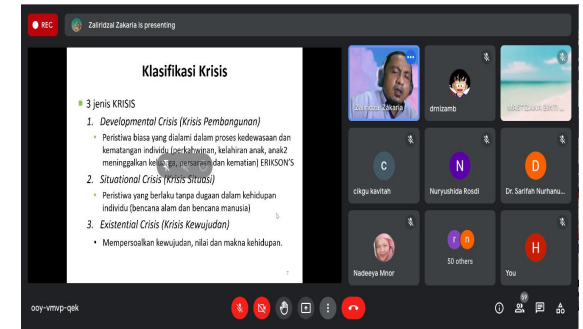 REC
Zaliridzal Zakaria is presenting
Klasifikasi Krisis
3 jenis KRISIS
1. Developmental Crisis (Krisis Pembangunan)
• Peristiwa biasa yang dialami dalam proses kedewasaan dan
kematangan individu (perkahwinan, kelahiran anak, anak2
meninggalkan keluarga, persaraan dan kematian) ERIKSON'S
2. Situational Crisis (Krisis Situasi)
• Peristiwa yang berlaku tanpa dugaan dalam kehidupan
individu (bencana alam dan bencana manusia)
3. Existential Crisis (Krisis Kewujudan)
• Mempersoalkan kewujudan, nilai dan makna kehidupan.
7
Zaliridzal Zakaria
drnizamb
C
cikgu kavitah
N
Nuryushida Rosdi
D
Dr. Sarifah Nurhanu...
Nadeeya Mnor
r n
50 others
H
You
ooy-vmvp-qek
59